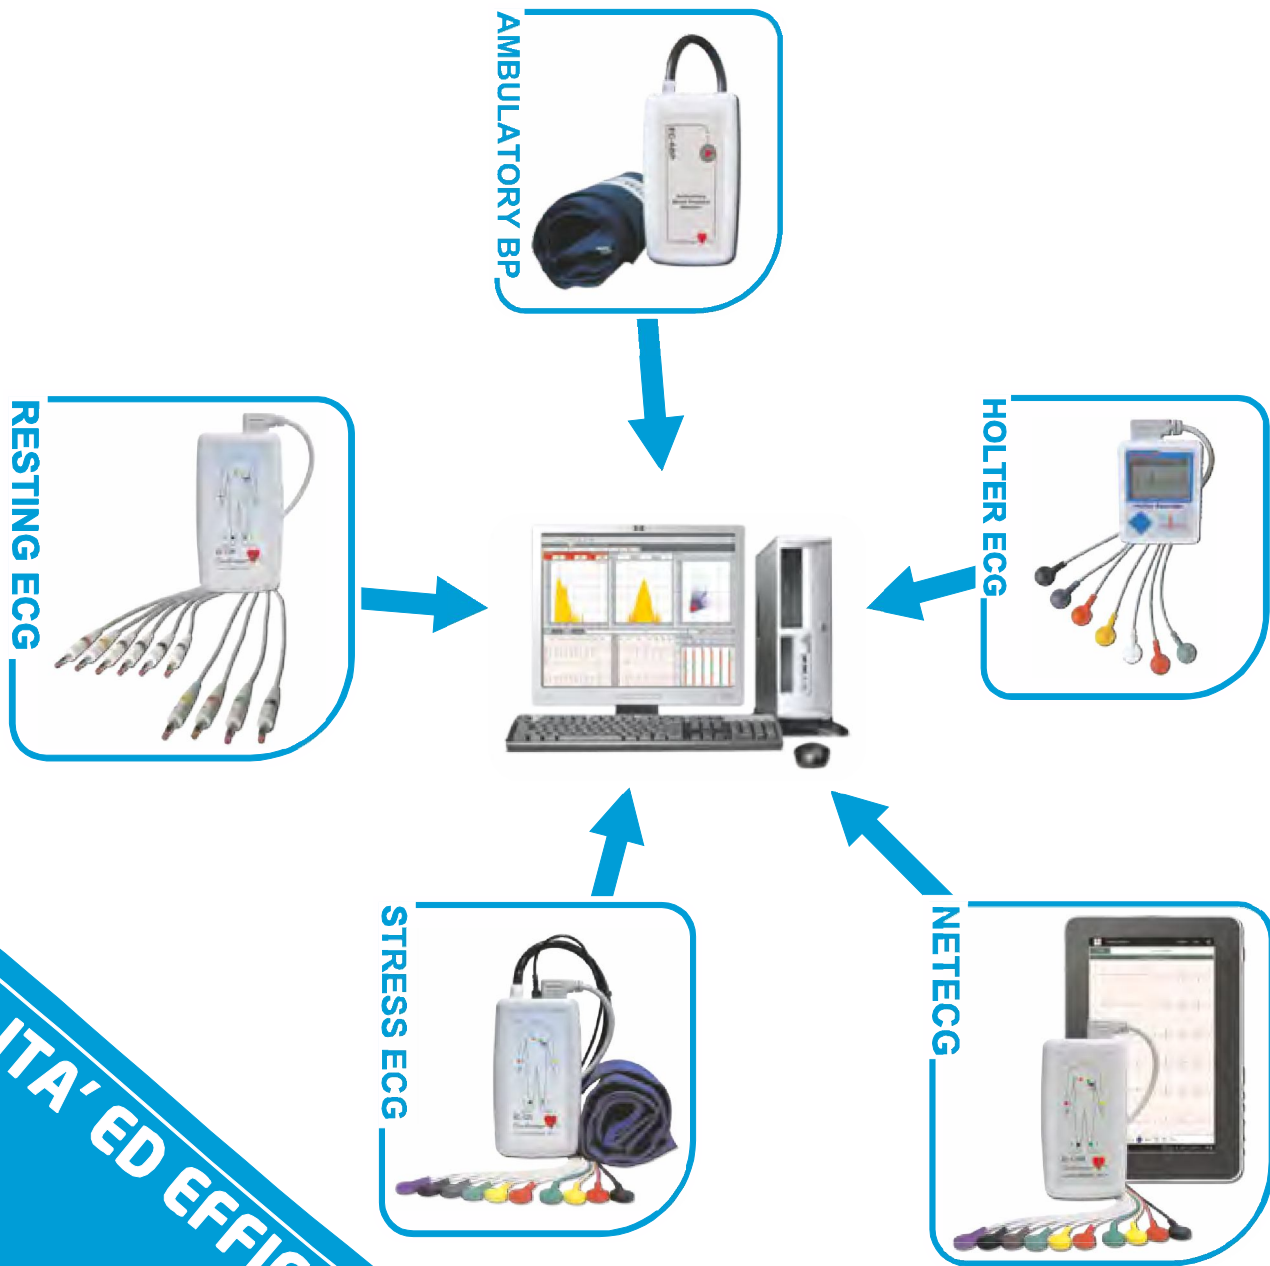 AMBULATORY BP
RESTING ECG
HOLTER ECG
STRESS ECG
NETECG
ITA' ED EFFIC